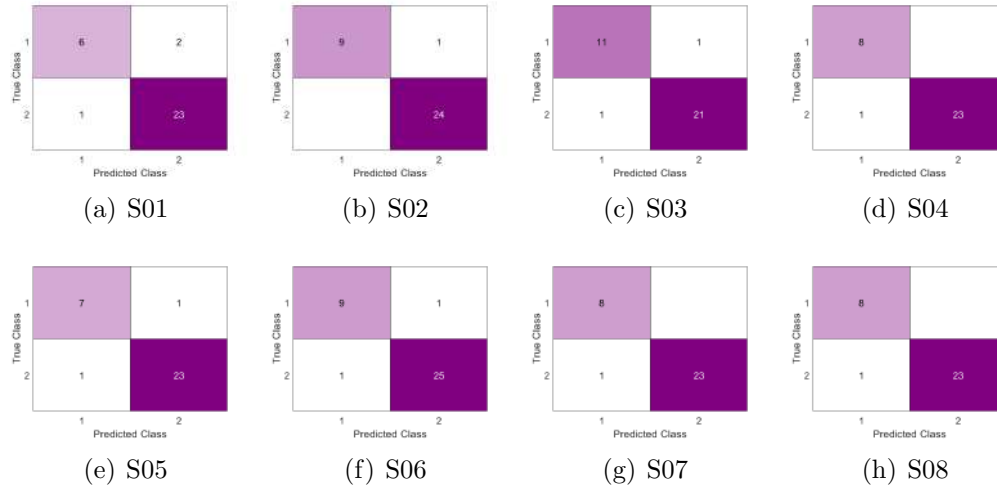 True Class
1
6
2
2
1
23
1
2
Predicted Class
(a) S01
True Class
1
9
1
2
24
1
2
Predicted Class
(b) S02
True Class
1
11
1
2
1
21
1
2
Predicted Class
(c) S03
True Class
1
8
2
1
23
1
2
Predicted Class
(d) S04
True Class
1
7
1
2
1
23
1
2
Predicted Class
(e) S05
True Class
1
9
1
2
1
25
1
2
Predicted Class
(f) S06
True Class
1
8
2
1
23
1
2
Predicted Class
(g) S07
True Class
1
8
2
1
23
1
2
Predicted Class
(h) S08